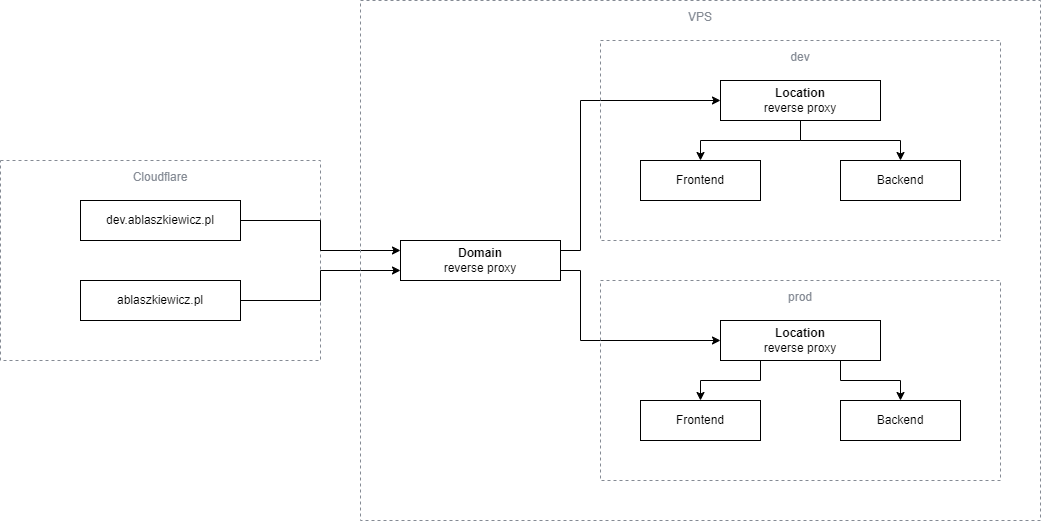 VPS
dev
Location
reverse proxy
Frontend
Backend
Cloudflare
dev.ablaszkiewicz.pl
ablaszkiewicz.pl
Domain
reverse proxy
prod
Location
reverse proxy
Frontend
Backend